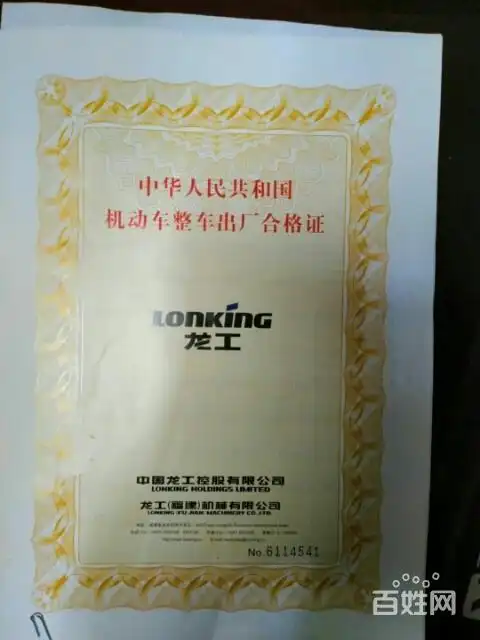 中华人民共和国
机动车整车出厂合格证
LONKING
龙工
中国龙工控股有限公司
LONKING HOLDINGS LIMITED
龙工(福建)机械有限公司
LONKING (FUJIAN) MACHINERY CO.,LTD.
No.6114541
百姓网